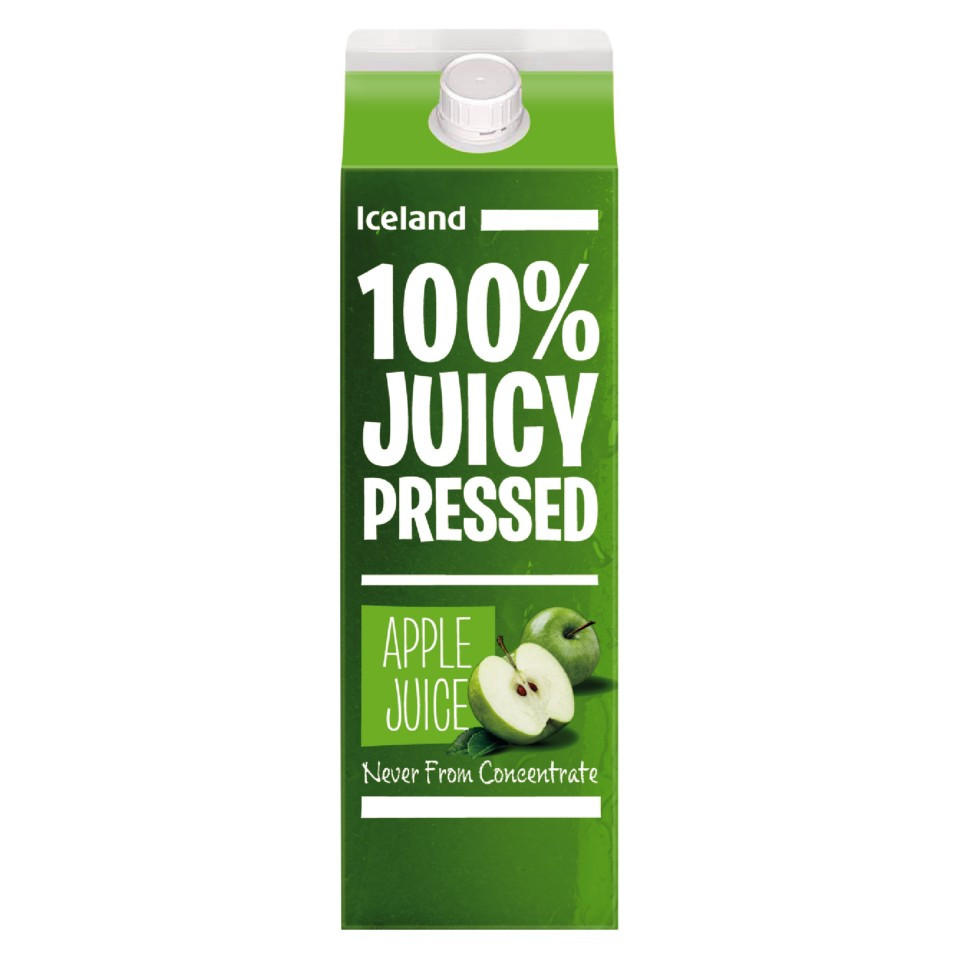 Iceland
100%
JUICY
PRESSED
APPLE
JUICE
Never From Concentrate